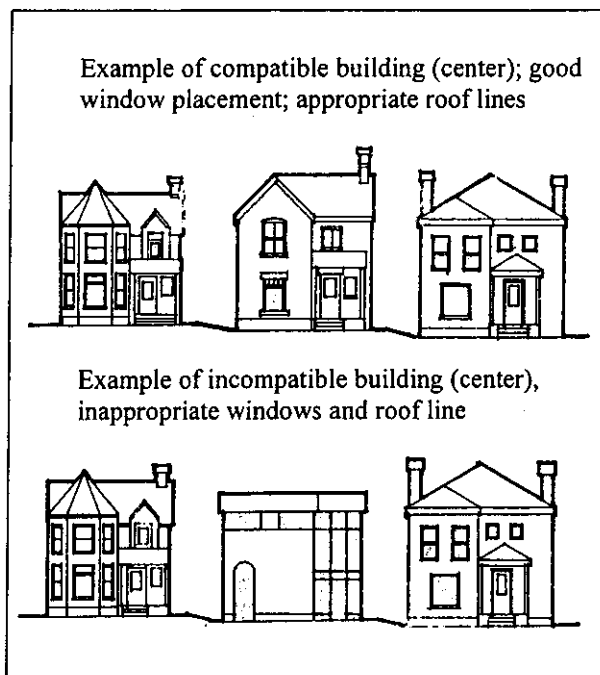 Example of compatible building (center); good
window placement; appropriate roof lines
Example of incompatible building (center),
inappropriate windows and roof line